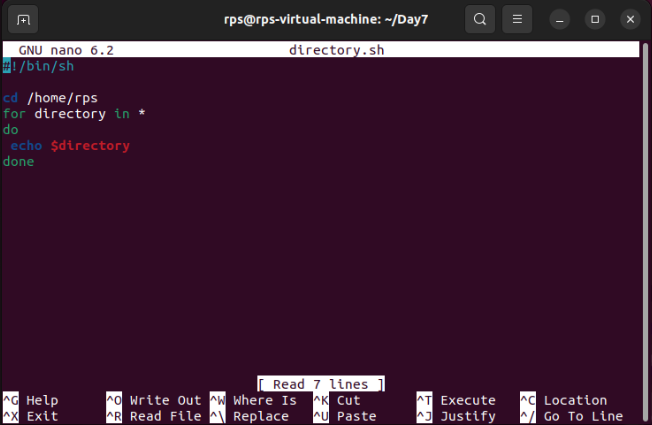 rps@rps-virtual-machine: ~/Day7
GNU nano 6.2 directory.sh
#!/bin/sh
cd /home/rps
for directory in *
do
echo $directory
done
[ Read 7 lines ]
^G Help ^O Write Out ^W Where Is ^K Cut ^T Execute ^C Location
^X Exit ^R Read File ^\ Replace ^U Paste ^J Justify ^/ Go To Line